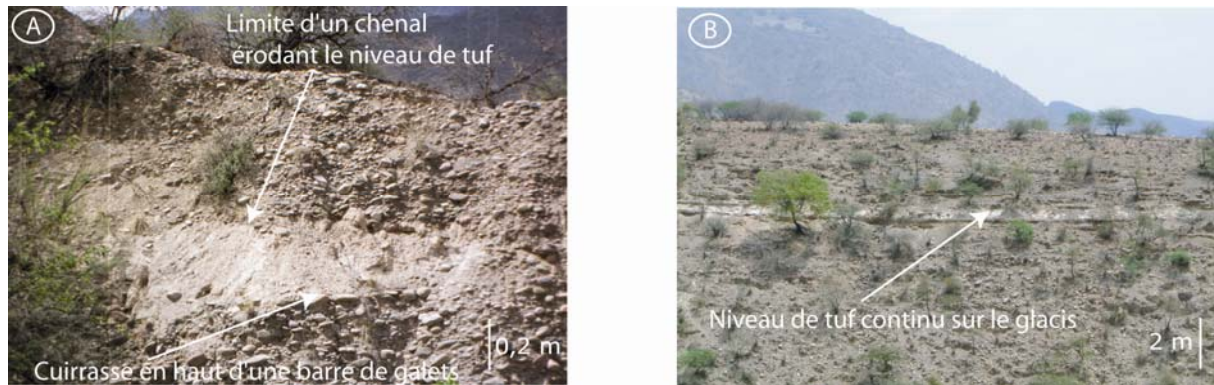 A
Limite d'un chenal
érodant le niveau de tuf
Cuirrasse en haut d'une barre de galets
0,2 m
B
Niveau de tuf continu sur le glacis
2 m